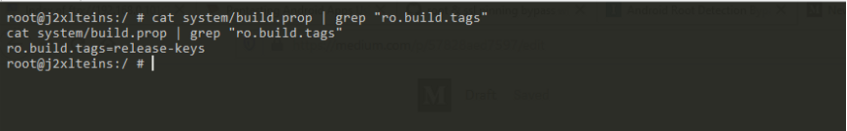 root@j2xlteins:/ # cat system/build.prop | grep "ro.build.tags"
cat system/build.prop | grep "ro.build.tags"
ro.build.tags=release-keys
root@j2xlteins:/ #